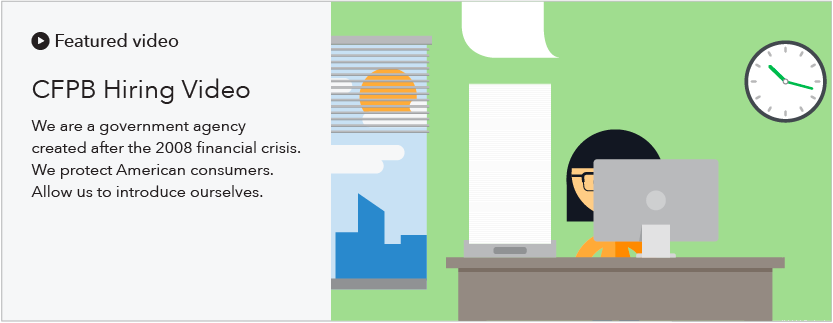 Featured video
CFPB Hiring Video
We are a government agency
created after the 2008 financial crisis.
We protect American consumers.
Allow us to introduce ourselves.